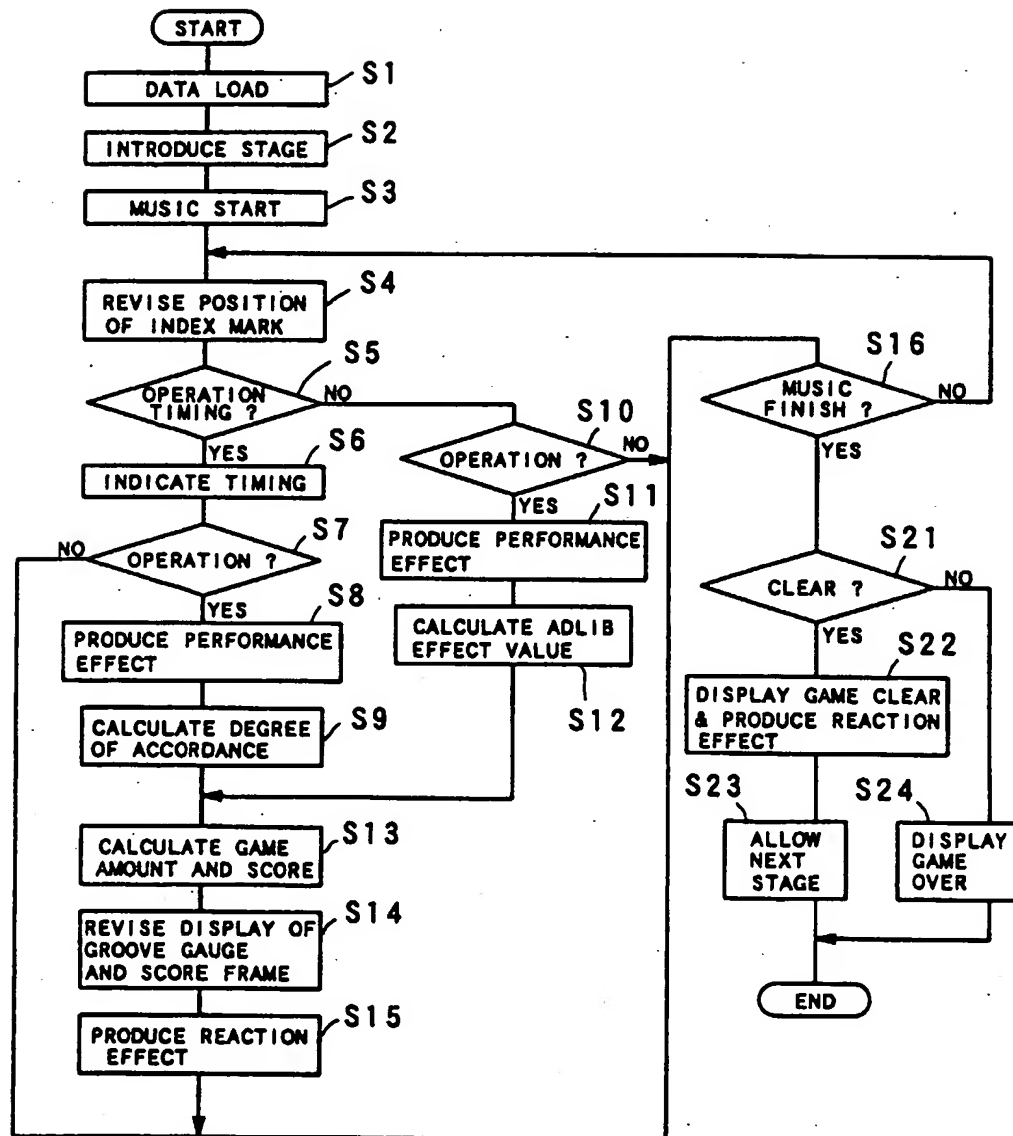 START
S1
DATA LOAD
S2
INTRODUCE STAGE
S3
MUSIC START
S4
REVISE POSITION
OF INDEX MARK
S5
OPERATION
TIMING ?
NO
YES
S6
INDICATE TIMING
S7
NO
OPERATION ?
YES
S8
PRODUCE PERFORMANCE
EFFECT
S9
CALCULATE DEGREE
OF ACCORDANCE
S10
OPERATION ?
NO
YES
S11
PRODUCE PERFORMANCE
EFFECT
CALCULATE ADLIB
EFFECT VALUE
S12
S13
CALCULATE GAME
AMOUNT AND SCORE
S14
REVISE DISPLAY OF
GROOVE GAUGE
AND SCORE FRAME
S15
PRODUCE REACTION
EFFECT
S16
MUSIC
FINISH ?
NO
YES
S21
CLEAR ?
NO
YES
S22
DISPLAY GAME CLEAR
& PRODUCE REACTION
EFFECT
S23
ALLOW
NEXT
STAGE
S24
DISPLAY
GAME
OVER
END